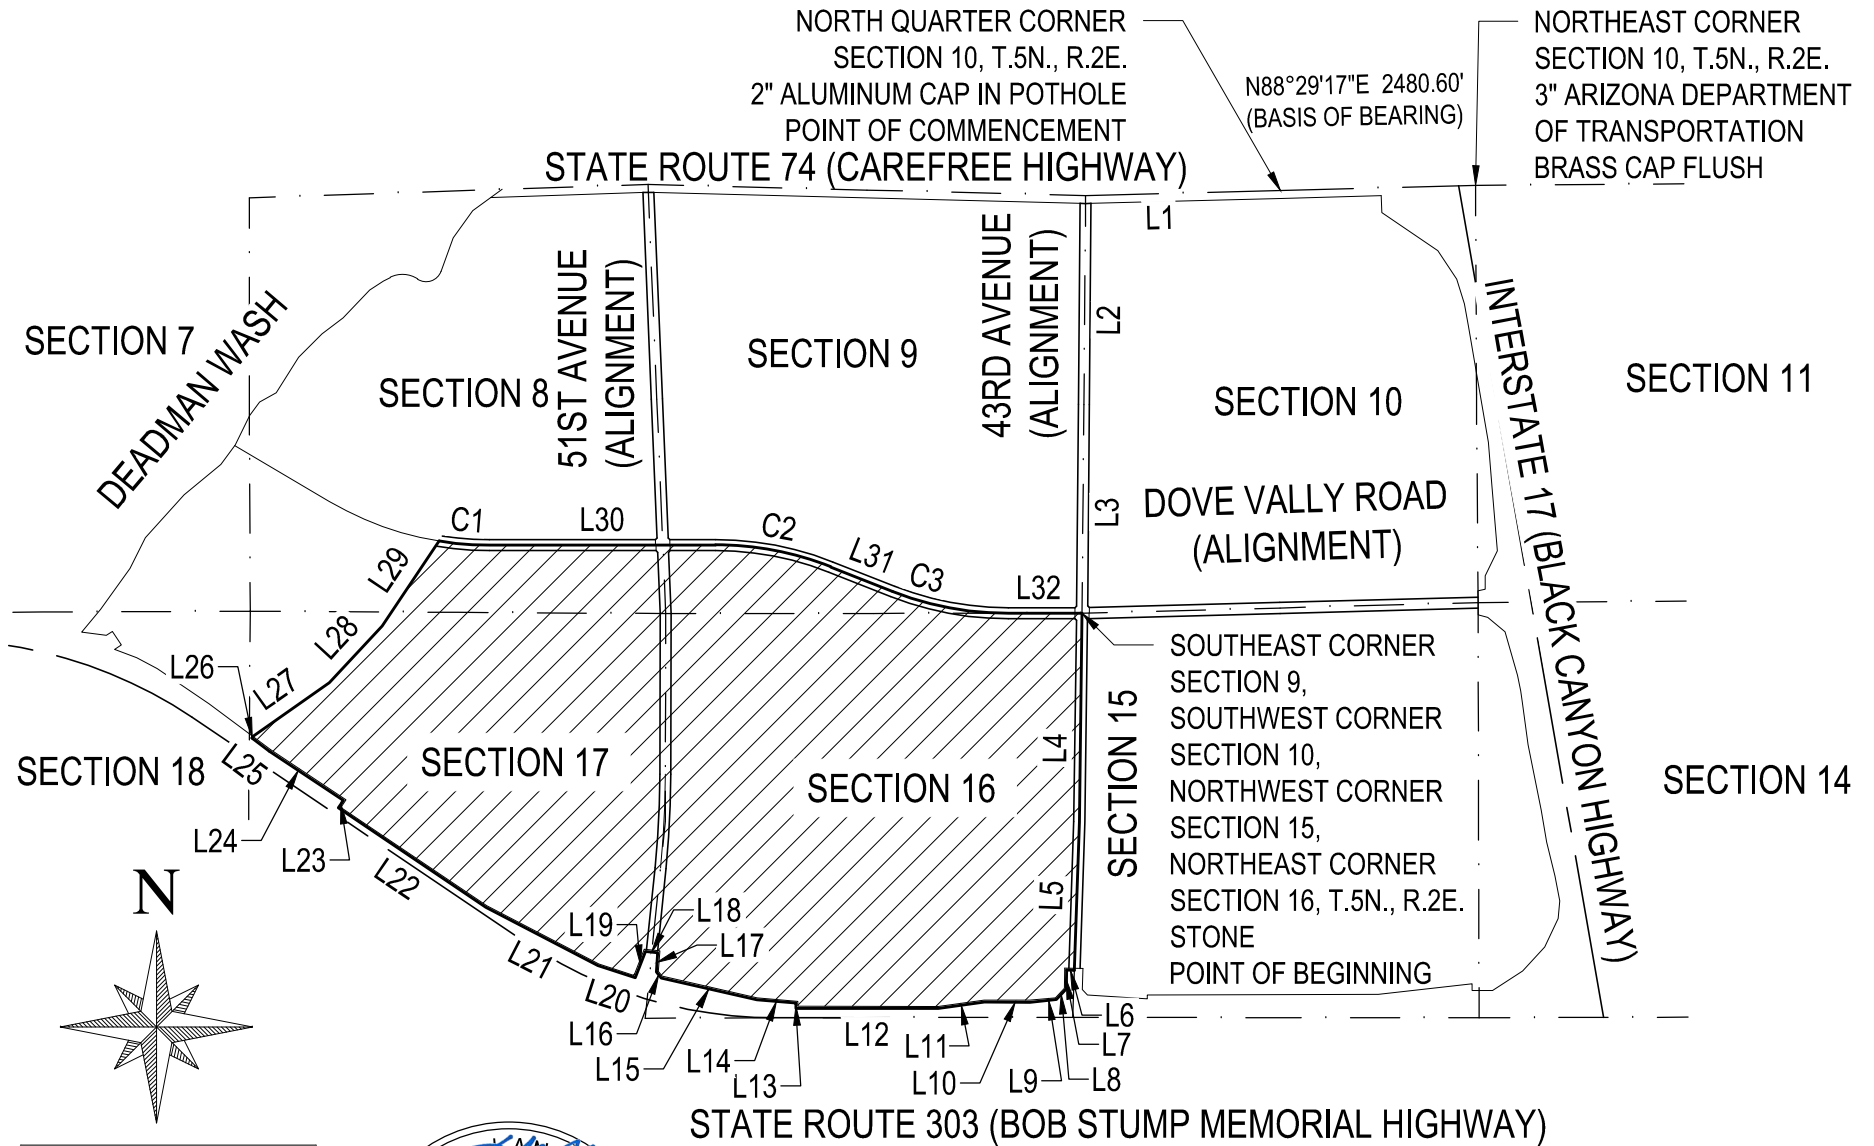 NORTH QUARTER CORNER
SECTION 10, T.5N., R.2E.
2" ALUMINUM CAP IN POTHOLE
POINT OF COMMENCEMENT
N88°29'17"E 2480.60'
(BASIS OF BEARING)
NORTHEAST CORNER
SECTION 10, T.5N., R.2E.
3" ARIZONA DEPARTMENT
OF TRANSPORTATION
BRASS CAP FLUSH
STATE ROUTE 74 (CAREFREE HIGHWAY)
L1
SECTION 7
DEADMAN WASH
SECTION 8
51ST AVENUE
(ALIGNMENT)
SECTION 9
43RD AVENUE
(ALIGNMENT)
L2
SECTION 10
INTERSTATE 17 (BLACK CANYON HIGHWAY)
SECTION 11
L3
DOVE VALLY ROAD
(ALIGNMENT)
C1
L30
C2
L31
C3
L32
L29
L28
L27
L26
L25
SECTION 18
L24
L23
L22
SECTION 17
SECTION 16
L4
L5
SECTION 15
SOUTHEAST CORNER
SECTION 9,
SOUTHWEST CORNER
SECTION 10,
NORTHWEST CORNER
SECTION 15,
NORTHEAST CORNER
SECTION 16, T.5N., R.2E.
STONE
POINT OF BEGINNING
SECTION 14
N
L21
L20
L19
L18
L17
L16
L15
L14
L13
L12
L11
L10
L9
L8
L7
L6
STATE ROUTE 303 (BOB STUMP MEMORIAL HIGHWAY)